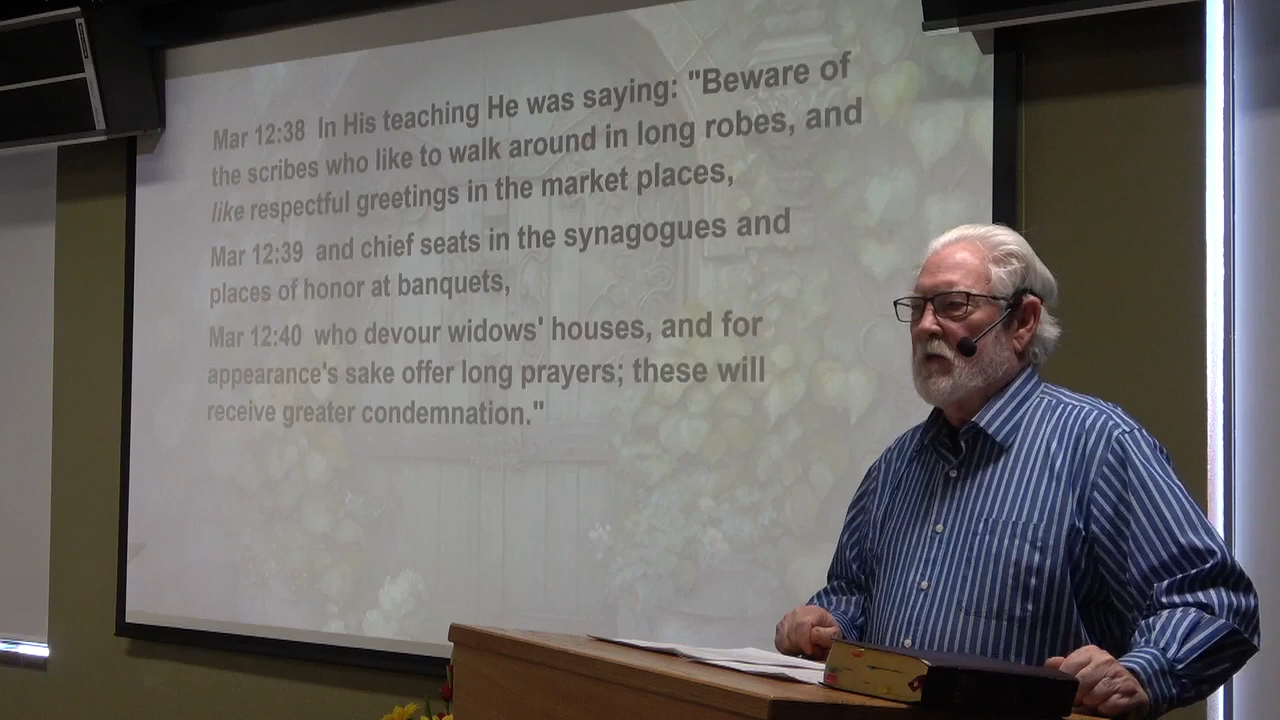 Mar 12:38 In His teaching He was saying: "Beware of
the scribes who like to walk around in long robes, and
like respectful greetings in the market places,
Mar 12:39 and chief seats in the synagogues and
places of honor at banquets,
Mar 12:40 who devour widows' houses, and for
appearance's sake offer long prayers; these will
receive greater condemnation."